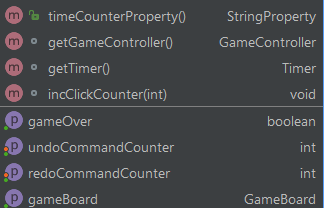 m timeCounterProperty() StringProperty
m getGameController() GameController
m getTimer() Timer
m incClickCounter(int) void
p gameOver boolean
p undoCommandCounter int
p redoCommandCounter int
p gameBoard GameBoard